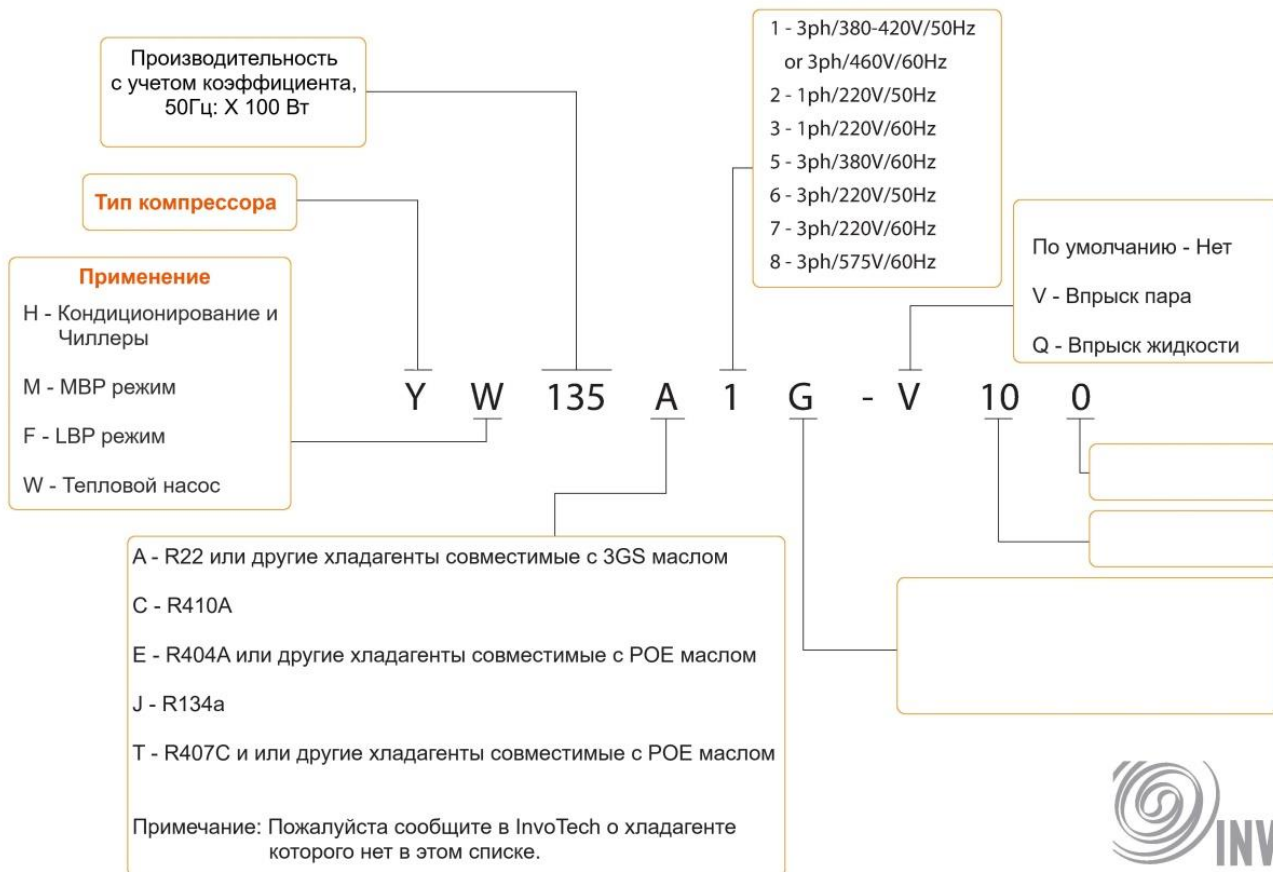 Производительность
с учетом коэффициента,
50Гц: X 100 Вт
Тип компрессора
Применение
H - Кондиционирование и
Чиллеры
M - MBP режим
F - LBP режим
W - Тепловой насос
1 - 3ph/380-420V/50Hz
or 3ph/460V/60Hz
2 - 1ph/220V/50Hz
3 - 1ph/220V/60Hz
5 - 3ph/380V/60Hz
6 - 3ph/220V/50Hz
7 - 3ph/220V/60Hz
8 - 3ph/575V/60Hz
По умолчанию - Нет
V - Впрыск пара
Q - Впрыск жидкости
Y W 135 A 1 G - V 10 0
A - R22 или другие хладагенты совместимые с 3GS маслом
C - R410A
E - R404A или другие хладагенты совместимые с POE маслом
J - R134a
T - R407C и или другие хладагенты совместимые с POE маслом
Примечание: Пожалуйста сообщите в InvoTech о хладагенте
которого нет в этом списке.
INV